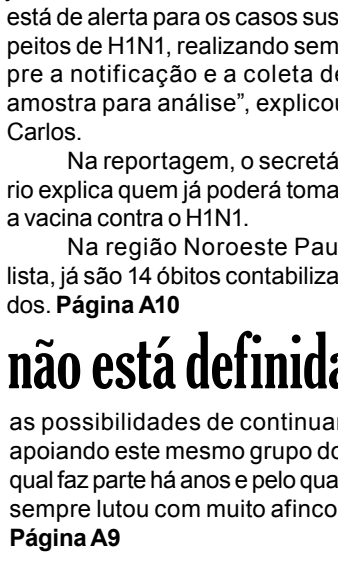 está de alerta para os casos sus
peitos de H1N1, realizando sem
pre a notificação e a coleta de
amostra para análise”, explicou
Carlos.
Na reportagem, o secretá
rio explica quem já poderá toma
a vacina contra o H1N1.
Na região Noroeste Pau
lista, já são 14 óbitos contabiliza
dos. Página A10
não está definida
as possibilidades de continuar
apoiando este mesmo grupo do
qual faz parte há anos e pelo qua
sempre lutou com muito afinco
Página A9